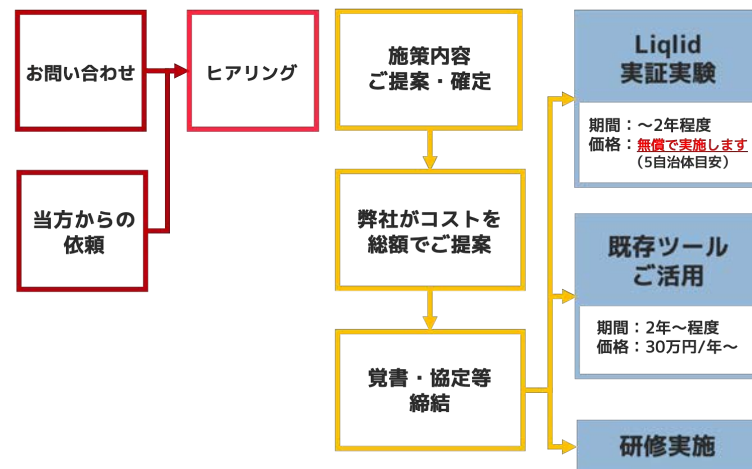 お問い合わせ
ヒアリング
当方からの
依頼
施策内容
ご提案・確定
弊社がコストを
総額でご提案
覚書・協定等
締結
Liqlid
実証実験
期間：～2年程度
価格：無償で実施します
（5自治体目安）
既存ツール
ご活用
期間：2年～程度
価格：30万円/年～
研修実施